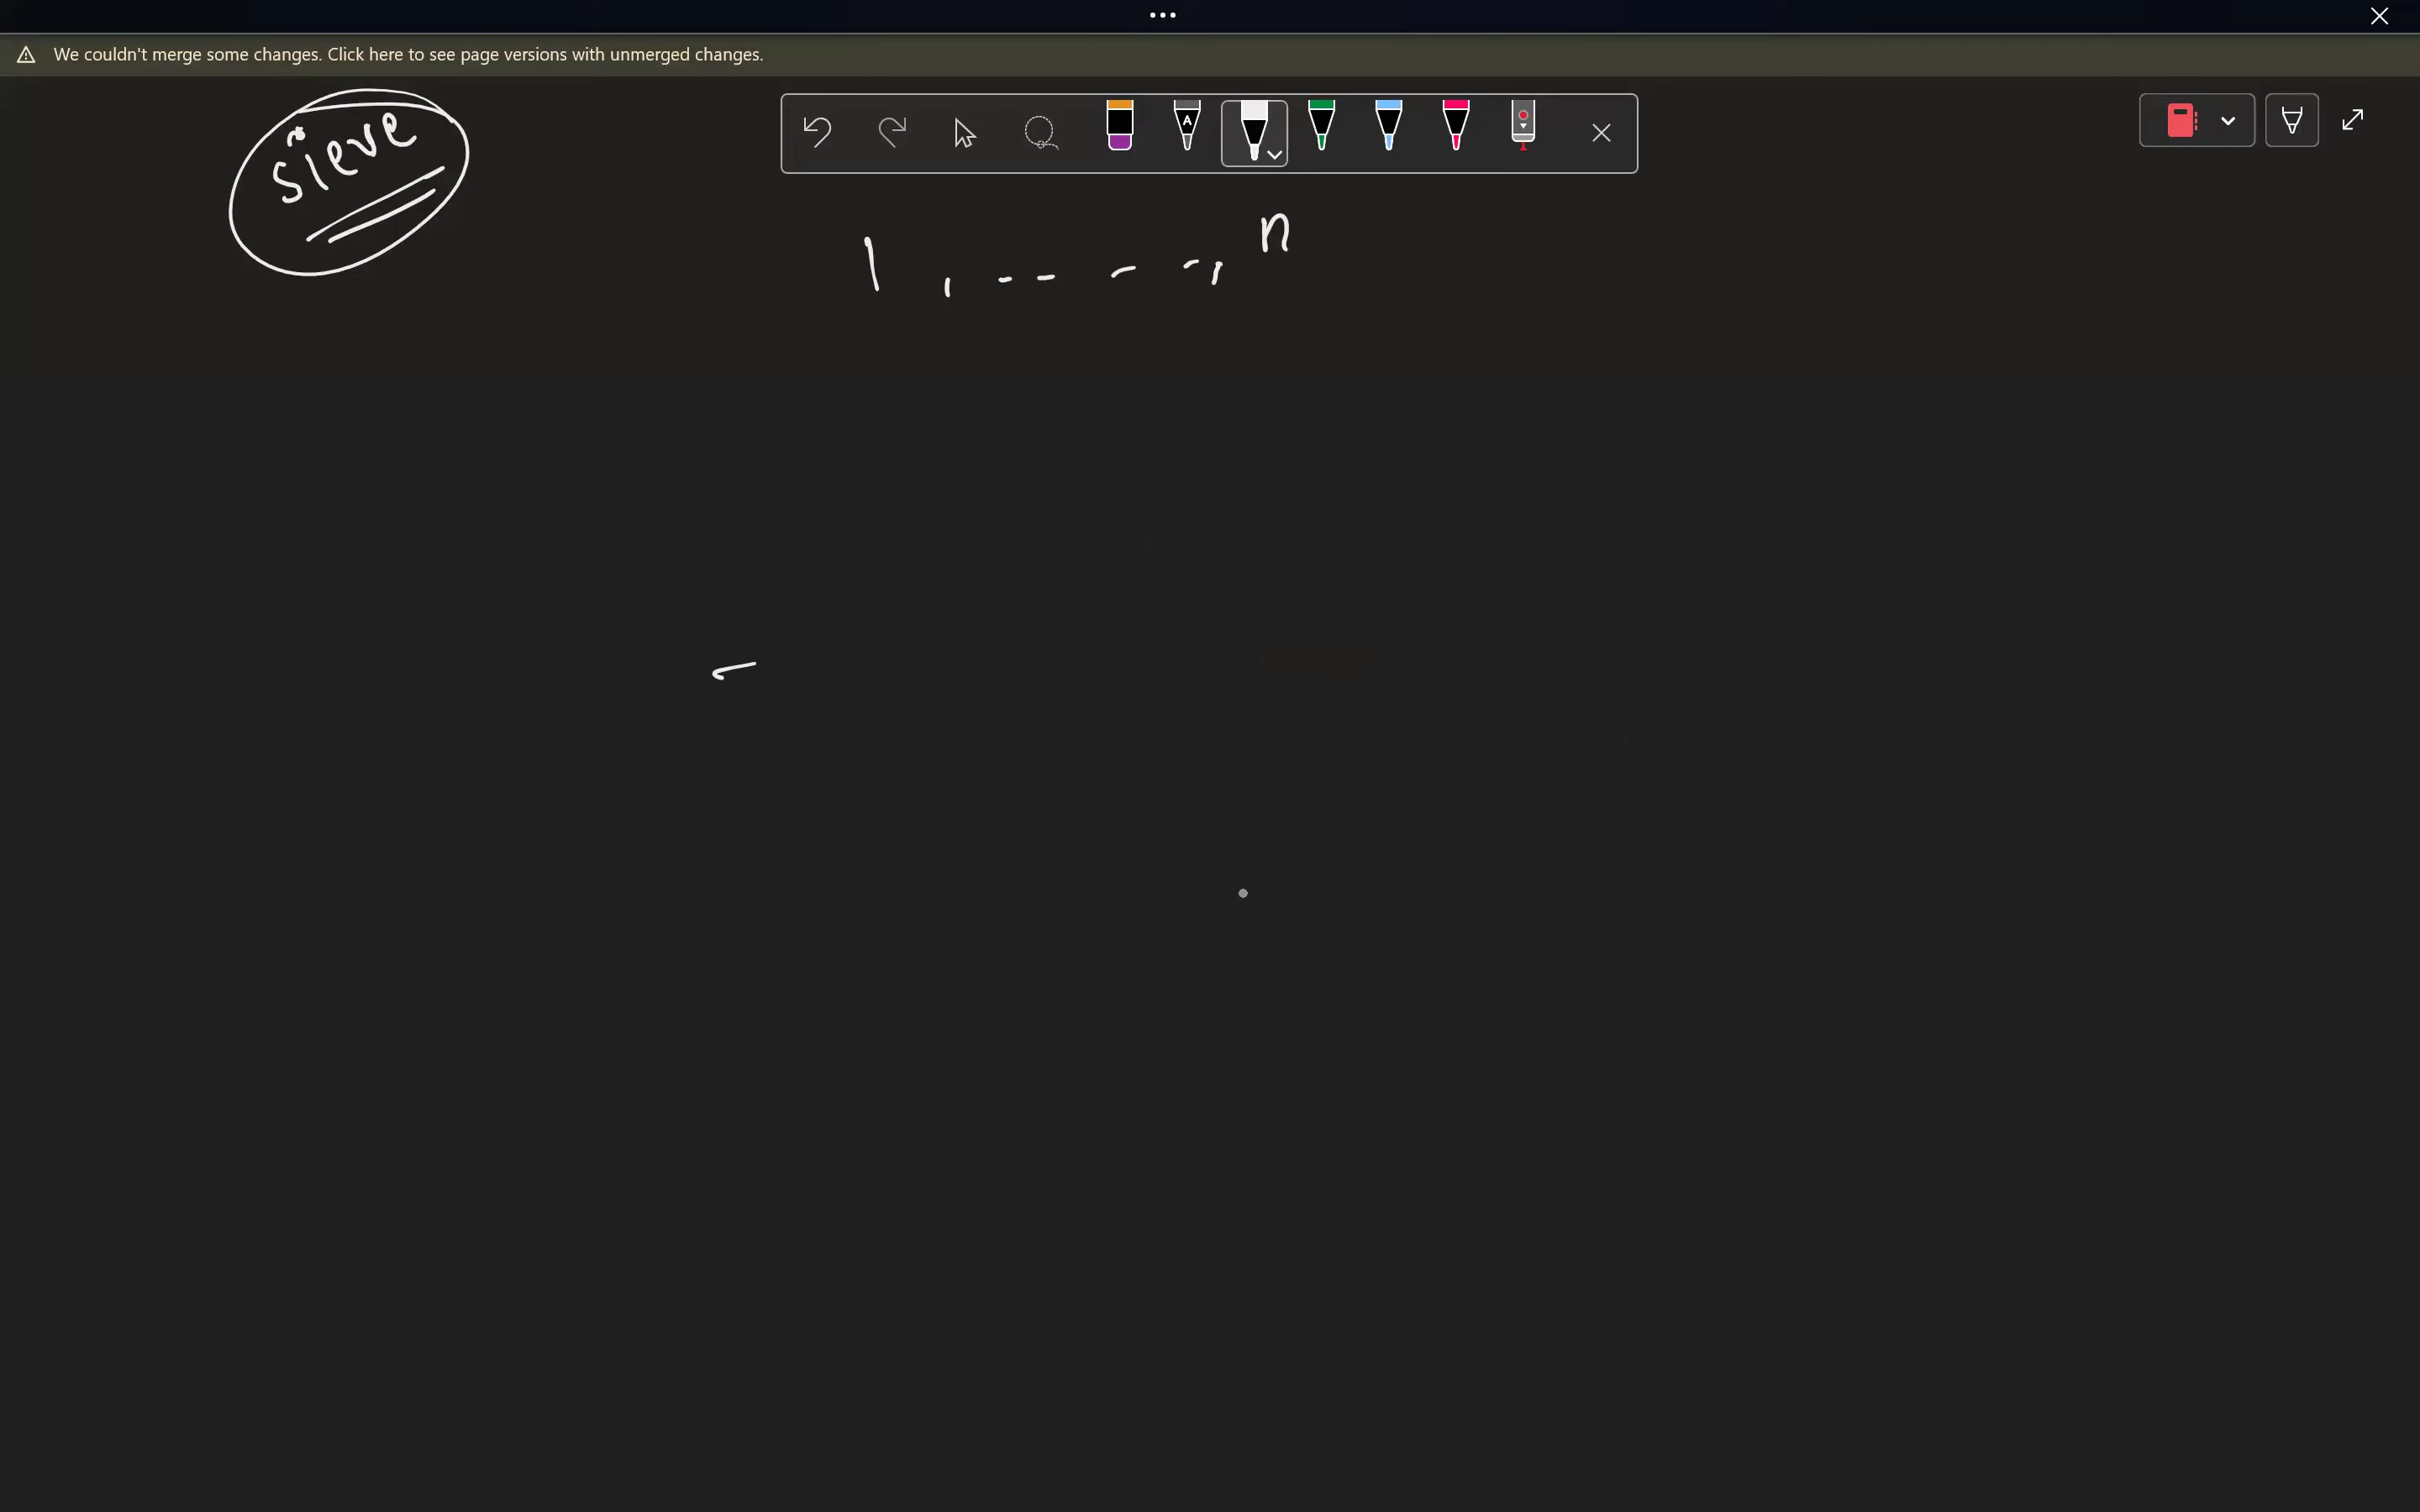 We couldn't merge some changes. Click here to see page versions with unmerged changes.
sieve
A
1 , -- - - , n